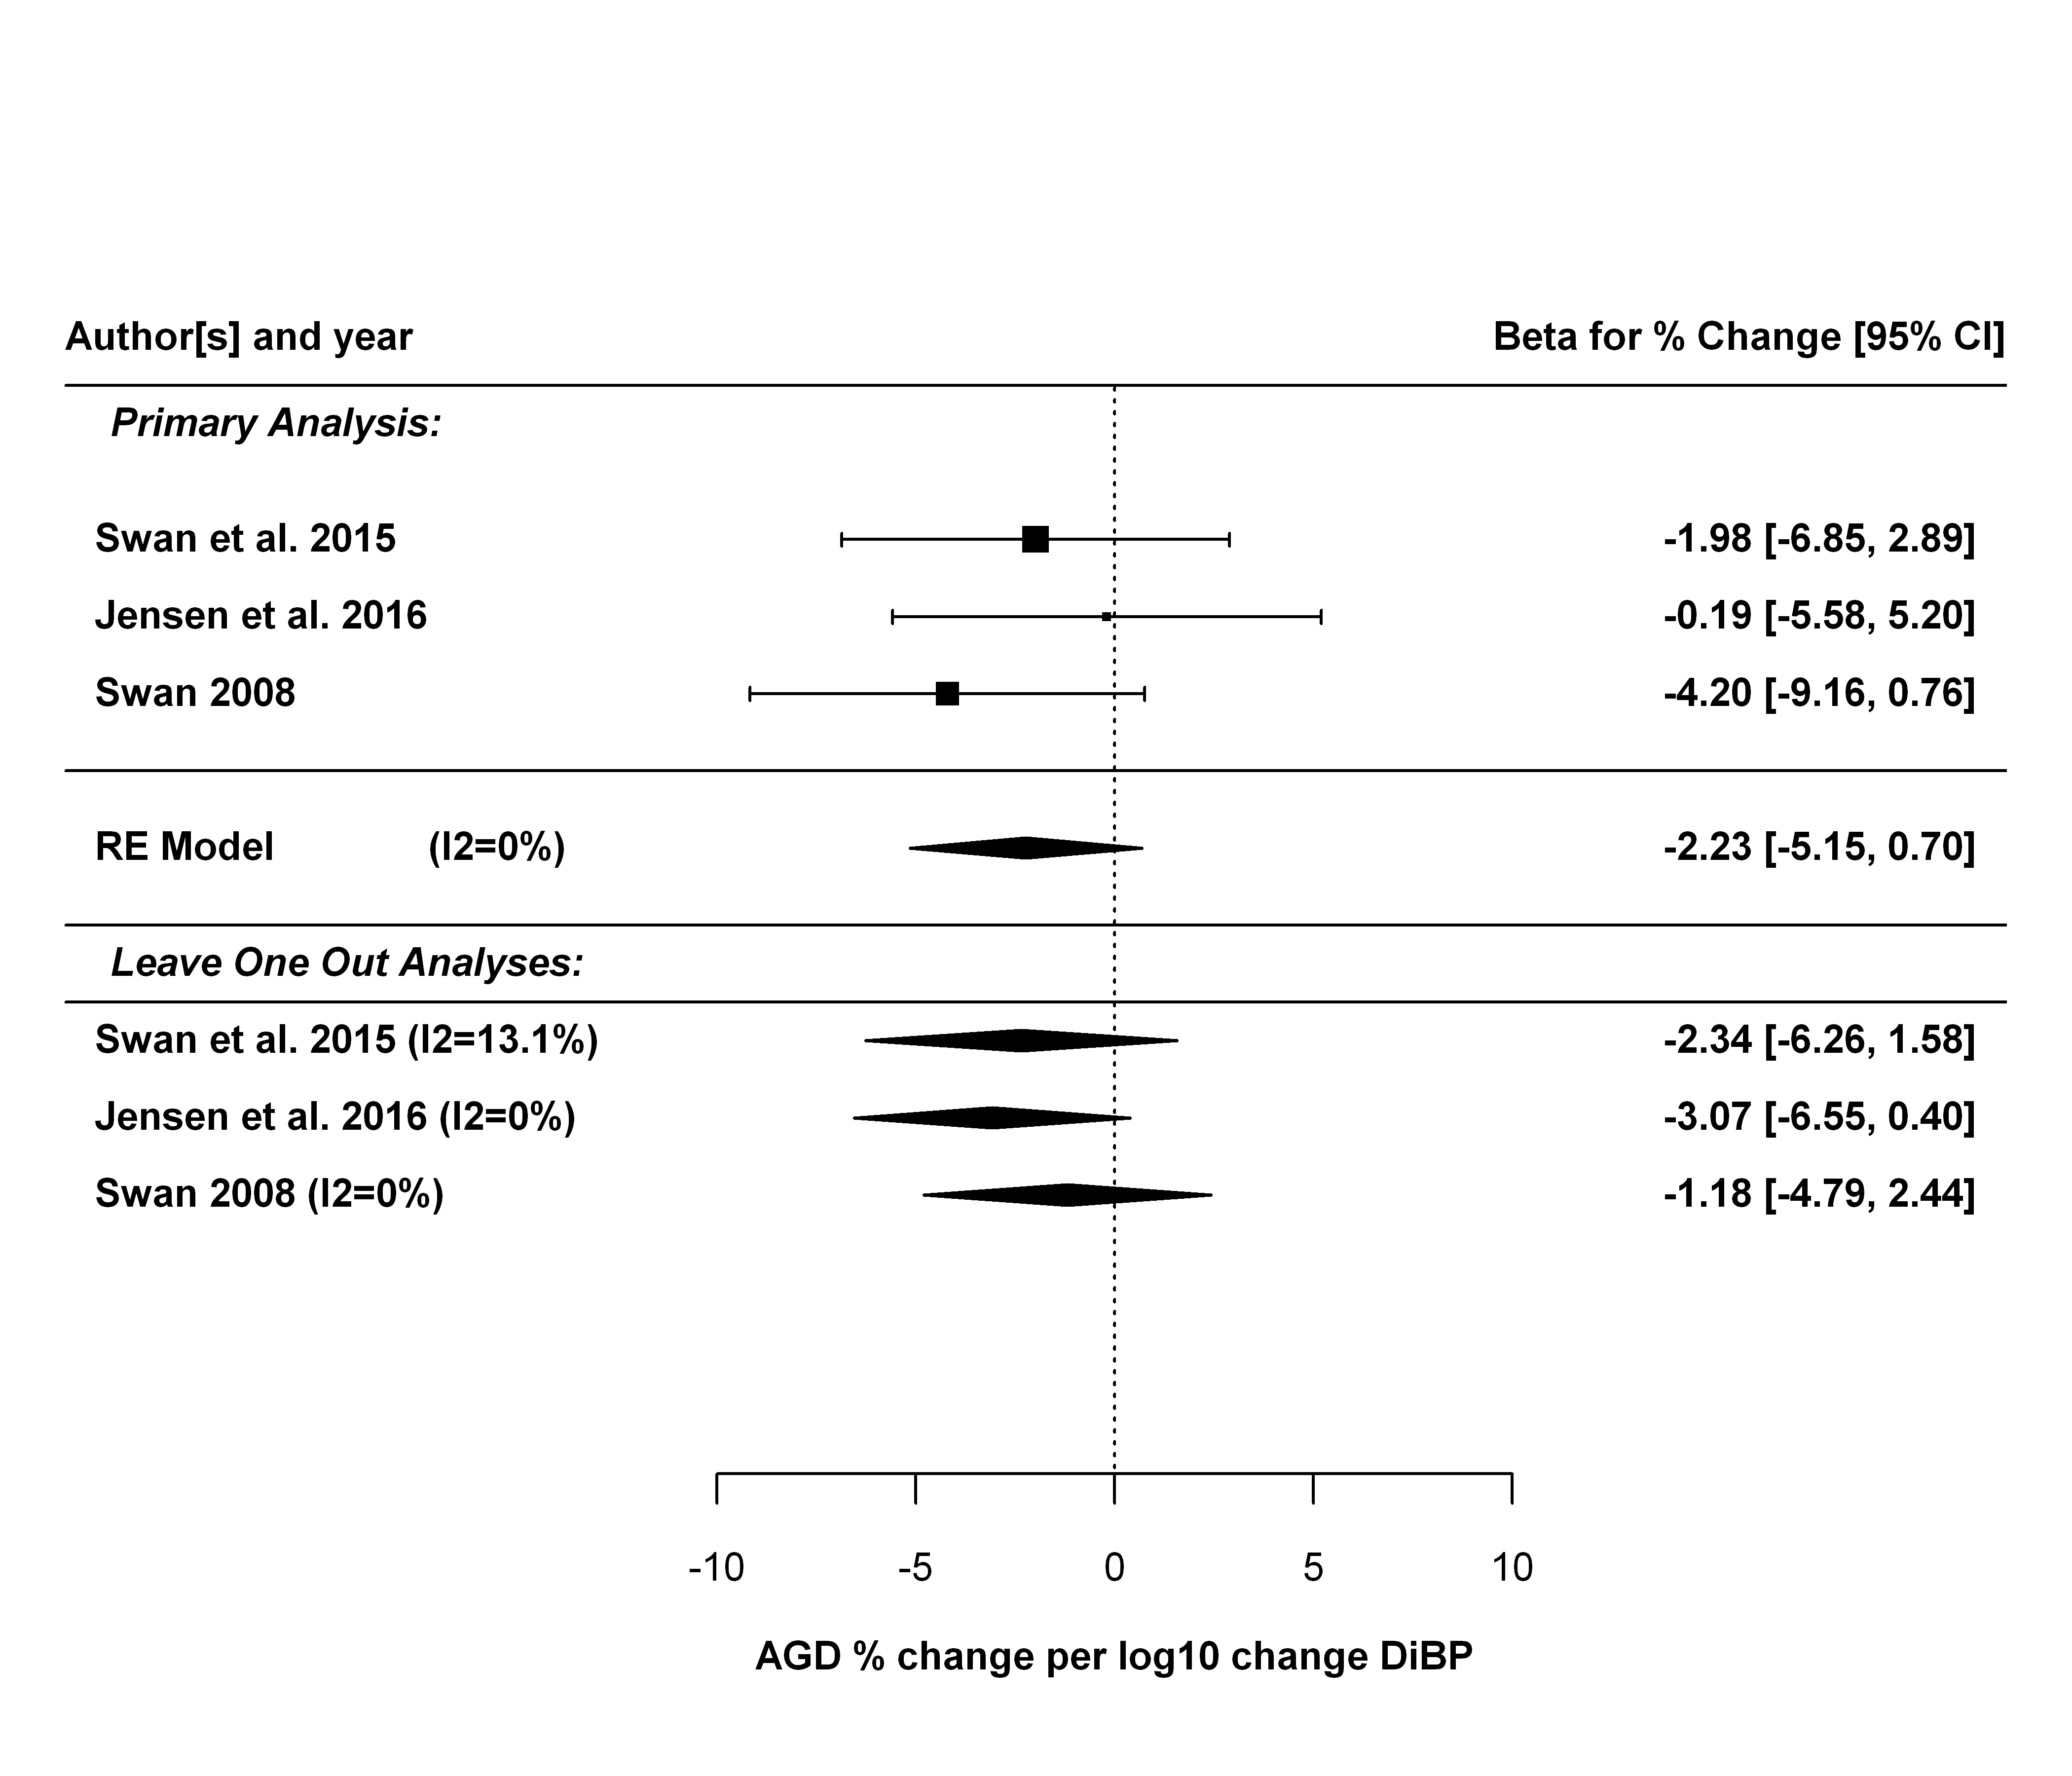 Author[s] and year Beta for % Change [95% CI]
Primary Analysis:
Swan et al. 2015 -1.98 [-6.85, 2.89]
Jensen et al. 2016 -0.19 [-5.58, 5.20]
Swan 2008 -4.20 [-9.16, 0.76]
RE Model (I2=0%) -2.23 [-5.15, 0.70]
Leave One Out Analyses:
Swan et al. 2015 (I2=13.1%) -2.34 [-6.26, 1.58]
Jensen et al. 2016 (I2=0%) -3.07 [-6.55, 0.40]
Swan 2008 (I2=0%) -1.18 [-4.79, 2.44]
-10 -5 0 5 10
AGD % change per log10 change DiBP